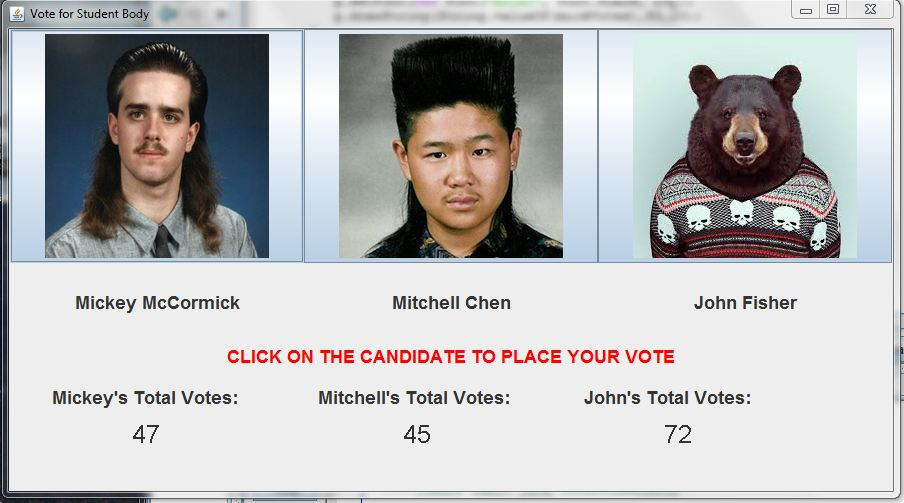 Vote for Student Body
Mickey McCormick Mitchell Chen John Fisher
CLICK ON THE CANDIDATE TO PLACE YOUR VOTE
Mickey's Total Votes: Mitchell's Total Votes: John's Total Votes:
47 45 72